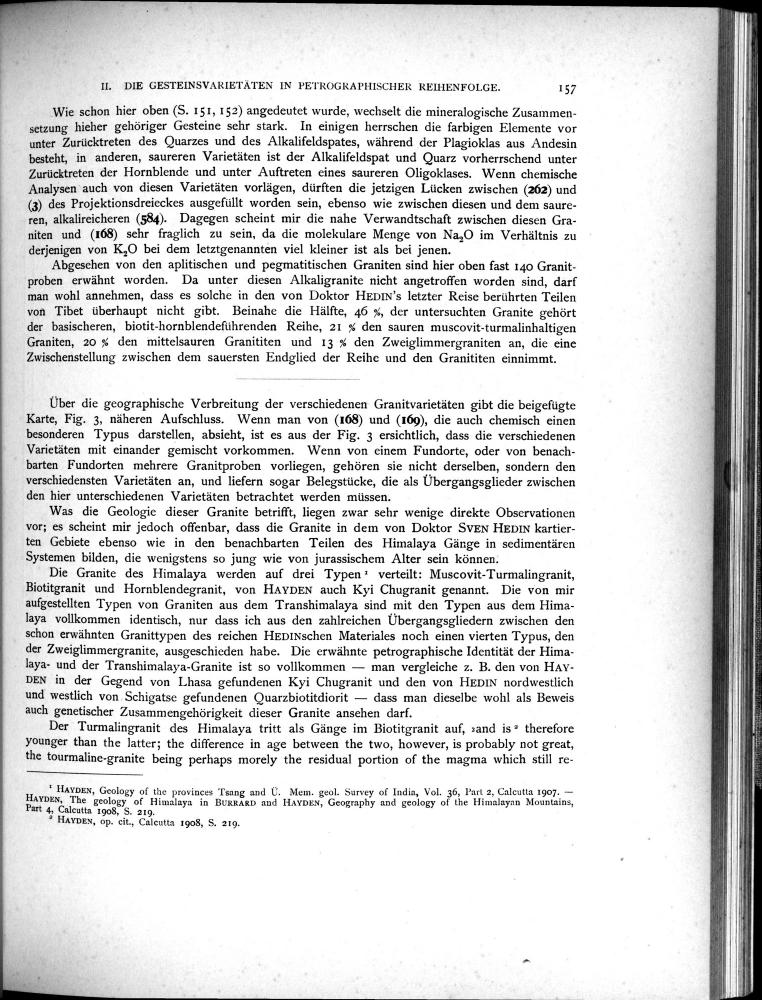 II. DIE GESTEINSVARIETÄTEN IN PETROGRAPHISCHER REIHENFOLGE. 157
Wie schon hier oben (S. 151, 152) angedeutet wurde, wechselt die mineralogische Zusammen-
setzung hieher gehöriger Gesteine sehr stark. In einigen herrschen die farbigen Elemente vor
unter Zurücktreten des Quarzes und des Alkalifeldspates, während der Plagioklas aus Andesin
besteht, in anderen, saureren Varietäten ist der Alkalifeldspat und Quarz vorherrschend unter
Zurücktreten der Hornblende und unter Auftreten eines saureren Oligoklases. Wenn chemische
Analysen auch von diesen Varietäten vorlägen, dürften die jetzigen Lücken zwischen (262) und
(3) des Projektionsdreieckes ausgefüllt worden sein, ebenso wie zwischen diesen und dem saure-
ren, alkalireicheren (584). Dagegen scheint mir die nahe Verwandtschaft zwischen diesen Gra-
niten und (168) sehr fraglich zu sein, da die molekulare Menge von Na₂O im Verhältnis zu
derjenigen von K₂O bei dem letztgenannten viel kleiner ist als bei jenen.
Abgesehen von den aplitischen und pegmatitischen Graniten sind hier oben fast 140 Granit-
proben erwähnt worden. Da unter diesen Alkaligranite nicht angetroffen worden sind, darf
man wohl annehmen, dass es solche in den von Doktor HEDIN's letzter Reise berührten Teilen
von Tibet überhaupt nicht gibt. Beinahe die Hälfte, 46 %, der untersuchten Granite gehört
der basischeren, biotit-hornblendeführenden Reihe, 21 % den sauren muscovit-turmalinhaltigen
Graniten, 20 % den mittelsauren Granititen und 13 % den Zweiglimmergraniten an, die eine
Zwischenstellung zwischen dem sauersten Endglied der Reihe und den Granititen einnimmt.
Über die geographische Verbreitung der verschiedenen Granitvarietäten gibt die beigefügte
Karte, Fig. 3, näheren Aufschluss. Wenn man von (168) und (169), die auch chemisch einen
besonderen Typus darstellen, absieht, ist es aus der Fig. 3 ersichtlich, dass die verschiedenen
Varietäten mit einander gemischt vorkommen. Wenn von einem Fundorte, oder von benach-
barten Fundorten mehrere Granitproben vorliegen, gehören sie nicht derselben, sondern den
verschiedensten Varietäten an, und liefern sogar Belegstücke, die als Übergangsglieder zwischen
den hier unterschiedenen Varietäten betrachtet werden müssen.
Was die Geologie dieser Granite betrifft, liegen zwar sehr wenige direkte Observationen
vor; es scheint mir jedoch offenbar, dass die Granite in dem von Doktor SVEN HEDIN kartier-
ten Gebiete ebenso wie in den benachbarten Teilen des Himalaya Gänge in sedimentären
Systemen bilden, die wenigstens so jung wie von jurassischem Alter sein können.
Die Granite des Himalaya werden auf drei Typen¹ verteilt: Muscovit-Turmalingranit,
Biotitgranit und Hornblendegranit, von HAYDEN auch Kyi Chugranit genannt. Die von mir
aufgestellten Typen von Graniten aus dem Transhimalaya sind mit den Typen aus dem Hima-
laya vollkommen identisch, nur dass ich aus den zahlreichen Übergangsgliedern zwischen den
schon erwähnten Granittypen des reichen HEDINschen Materiales noch einen vierten Typus, den
der Zweiglimmergranite, ausgeschieden habe. Die erwähnte petrographische Identität der Hima-
laya- und der Transhimalaya-Granite ist so vollkommen — man vergleiche z. B. den von HAY-
DEN in der Gegend von Lhasa gefundenen Kyi Chugranit und den von HEDIN nordwestlich
und westlich von Schigatse gefundenen Quarzbiotitdiorit — dass man dieselbe wohl als Beweis
auch genetischer Zusammengehörigkeit dieser Granite ansehen darf.
Der Turmalingranit des Himalaya tritt als Gänge im Biotitgranit auf, »and is² therefore
younger than the latter; the difference in age between the two, however, is probably not great,
the tourmaline-granite being perhaps morely the residual portion of the magma which still re-
¹ HAYDEN, Geology of the provinces Tsang and Ü. Mem. geol. Survey of India, Vol. 36, Part 2, Calcutta 1907. —
HAYDEN, The geology of Himalaya in BURRARD and HAYDEN, Geography and geology of the Himalayan Mountains,
Part 4, Calcutta 1908, S. 219.
² HAYDEN, op. cit., Calcutta 1908, S. 219.